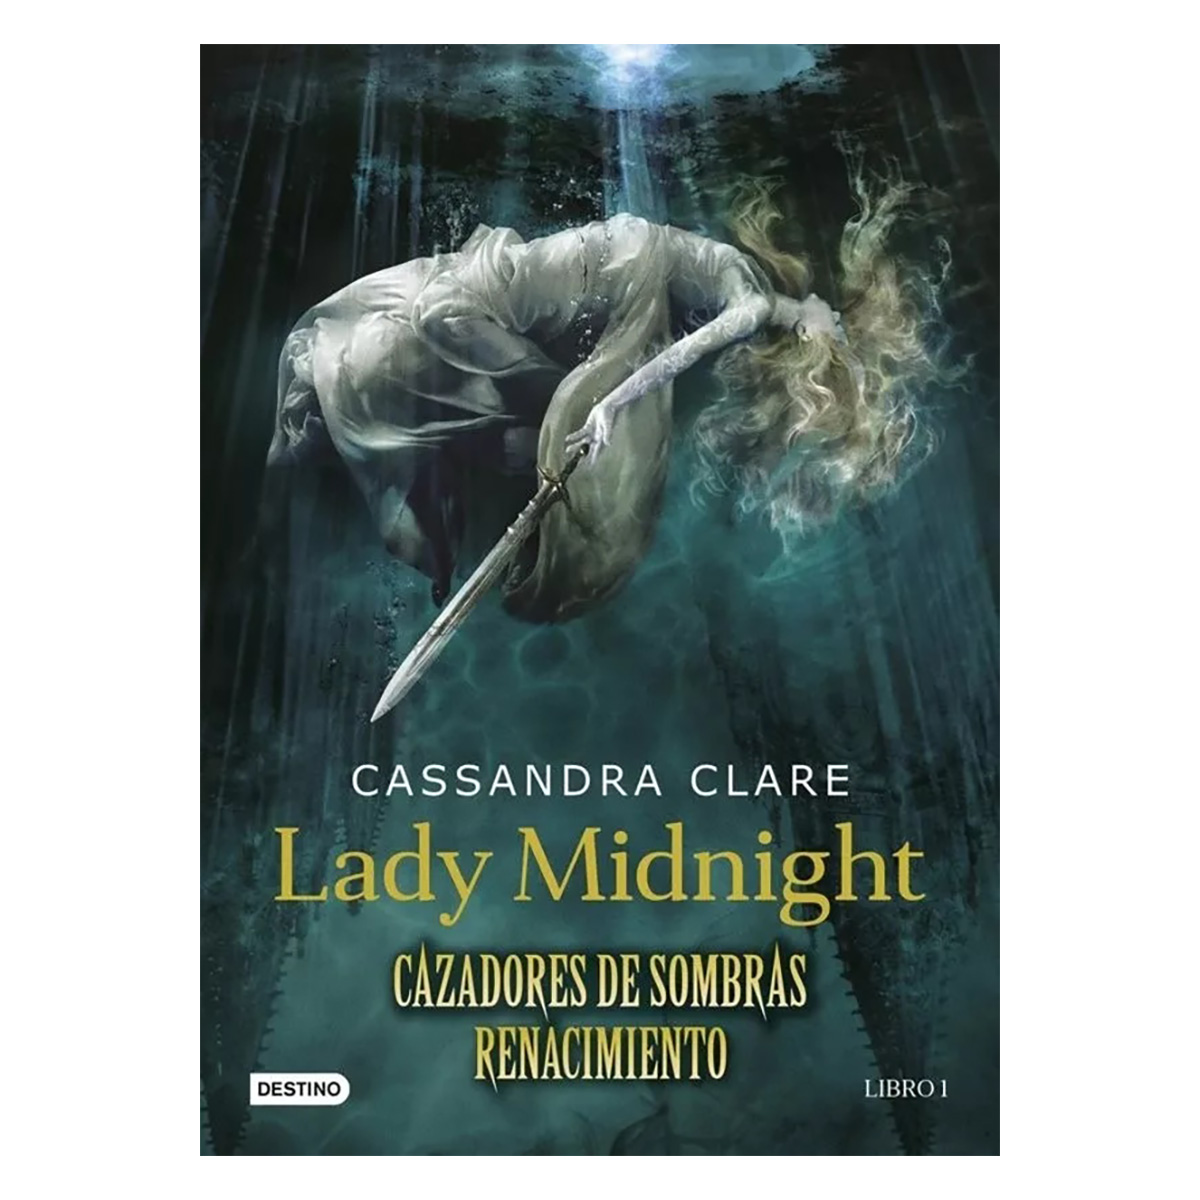 CASSANDRA CLARE
Lady Midnight
CAZADORES DE SOMBRAS
RENACIMIENTO
DESTINO
LIBRO 1